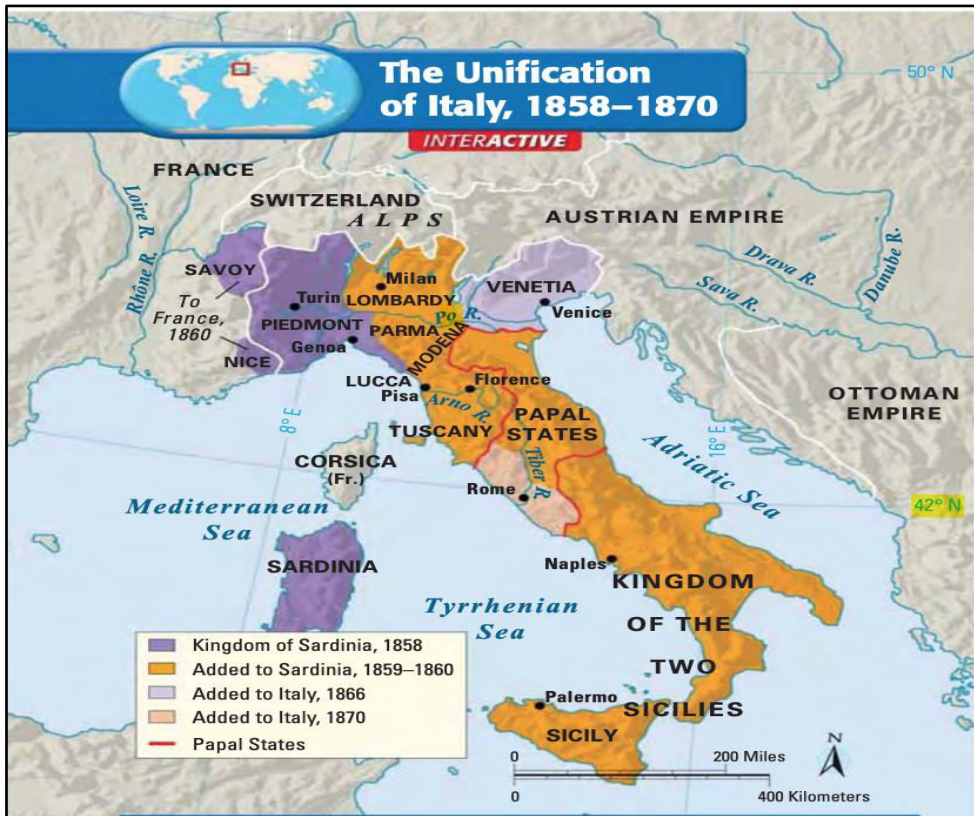 The Unification
of Italy, 1858–1870
INTERACTIVE
50° N
FRANCE
SWITZERLAND
ALPS
AUSTRIAN EMPIRE
Loire R.
Rhône R.
Drava R.
Danube R.
Sava R.
SAVOY
To
France,
1860
NICE
Turin
PIEDMONT
Genoa
Milan
LOMBARDY
VENETIA
Venice
Po R.
PARMA
MODENA
LUCCA
Pisa
Florence
Arno R.
TUSCANY
PAPAL
STATES
Tiber R.
Rome
OTTOMAN
EMPIRE
8° E
16° E
42° N
CORSICA
(Fr.)
Adriatic Sea
Mediterranean
Sea
SARDINIA
Tyrrhenian
Sea
Naples
KINGDOM
OF THE
TWO
SICILIES
Palermo
SICILY
Kingdom of Sardinia, 1858
Added to Sardinia, 1859–1860
Added to Italy, 1866
Added to Italy, 1870
Papal States
N
0
200 Miles
0
400 Kilometers